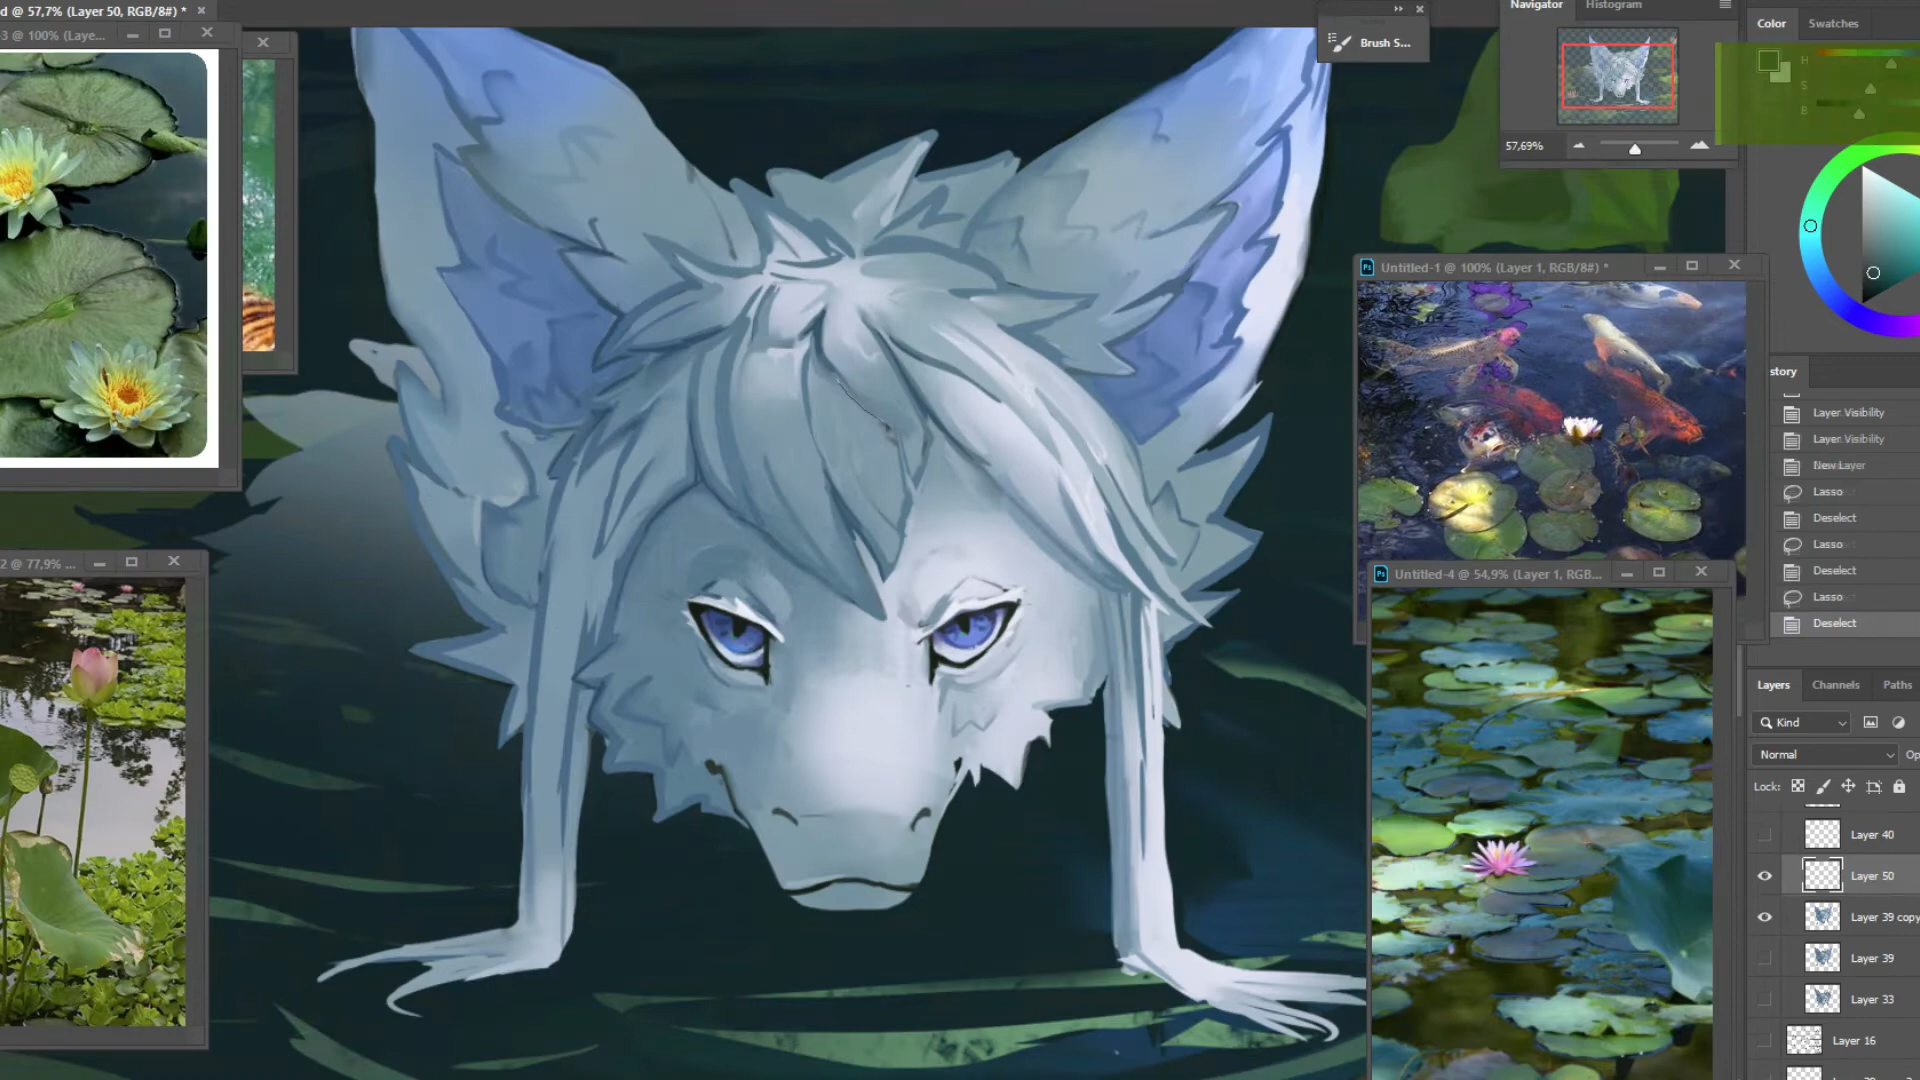 d @ 57,7% (Layer 50, RGB/8#) *
-3 @ 100% (Laye...
2 @ 77,9% ...
Brush S...
Navigator
Histogram
57,69%
Color
Swatches
H
S
B
Untitled-1 @ 100% (Layer 1, RGB/8#) *
Untitled-4 @ 54,9% (Layer 1, RGB...
story
Layer Visibility
Layer Visibility
New Layer
Lasso
Deselect
Lasso
Deselect
Lasso
Deselect
Layers
Channels
Paths
Kind
Normal
Op
Lock:
Layer 40
Layer 50
Layer 39 copy
Layer 39
Layer 33
Layer 16